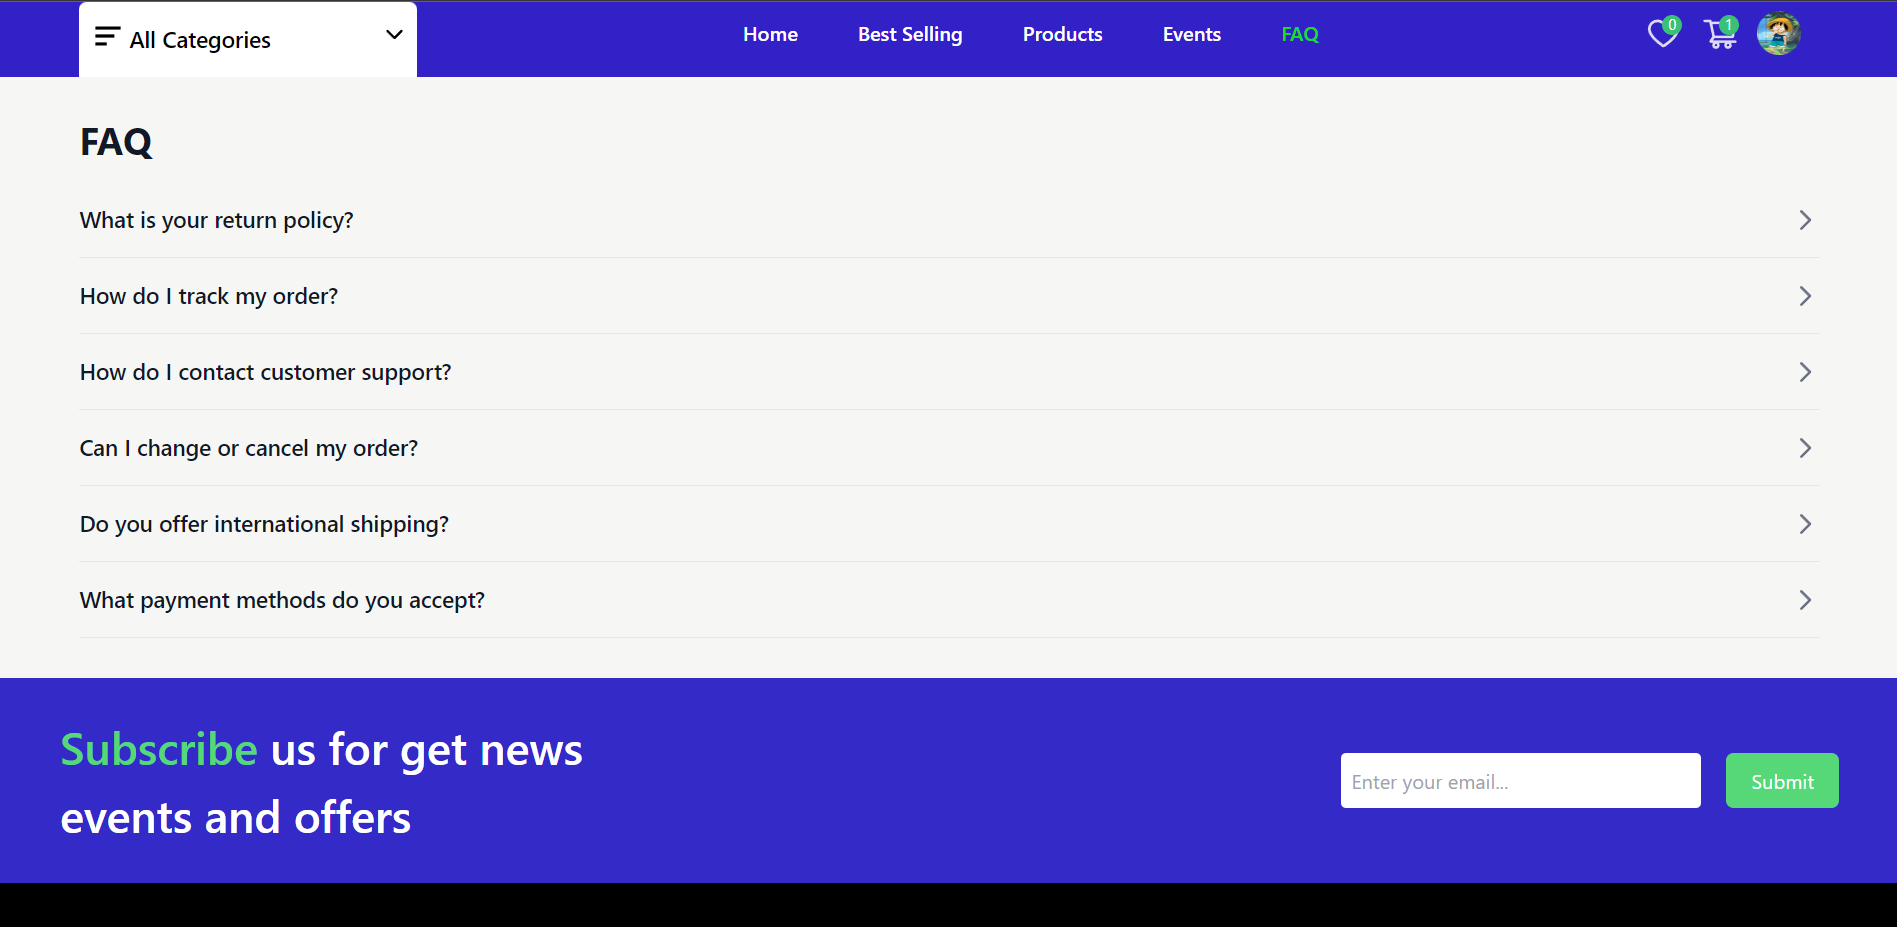 All Categories
Home Best Selling Products Events FAQ
0 1
FAQ
What is your return policy?
How do I track my order?
How do I contact customer support?
Can I change or cancel my order?
Do you offer international shipping?
What payment methods do you accept?
Subscribe us for get news
events and offers
Enter your email...
Submit